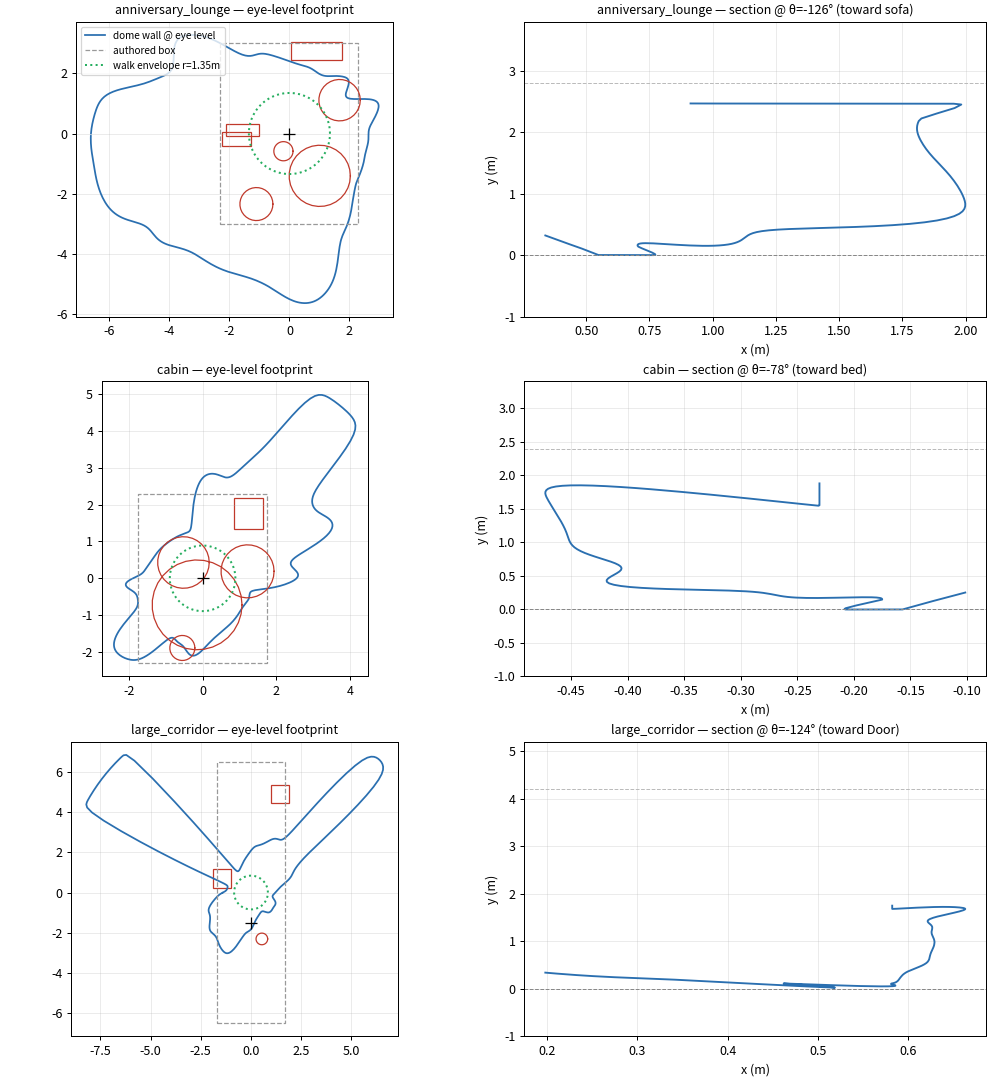 anniversary_lounge — eye-level footprint
dome wall @ eye level
authored box
walk envelope r=1.35m
2
0
-2
-4
-6
-6 -4 -2 0 2
anniversary_lounge — section @ θ=-126° (toward sofa)
y (m)
3
2
1
0
-1
0.50 0.75 1.00 1.25 1.50 1.75 2.00
x (m)
cabin — eye-level footprint
5
4
3
2
1
0
-1
-2
-2 0 2 4
cabin — section @ θ=-78° (toward bed)
y (m)
3.0
2.5
2.0
1.5
1.0
0.5
0.0
-0.5
-1.0
-0.45 -0.40 -0.35 -0.30 -0.25 -0.20 -0.15 -0.10
x (m)
large_corridor — eye-level footprint
6
4
2
0
-2
-4
-6
-7.5 -5.0 -2.5 0.0 2.5 5.0
large_corridor — section @ θ=-124° (toward Door)
y (m)
5
4
3
2
1
0
-1
0.2 0.3 0.4 0.5 0.6
x (m)